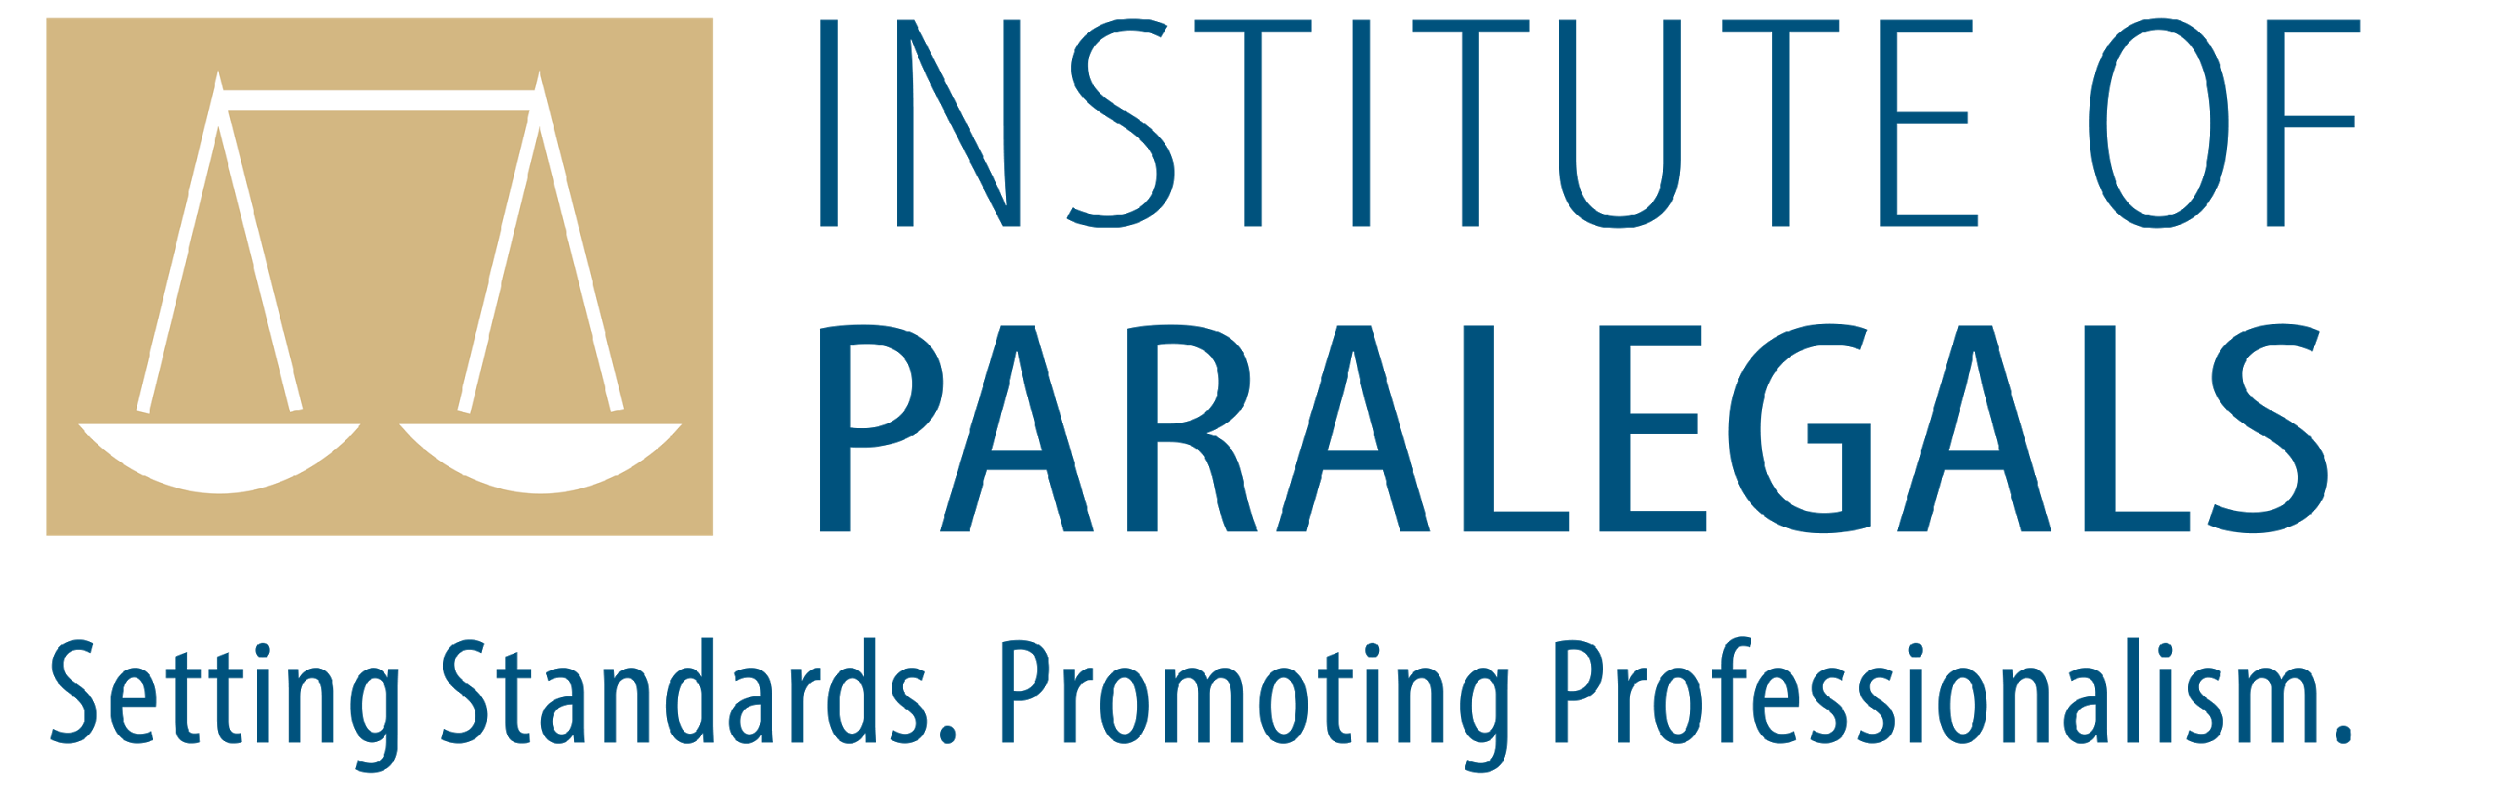 INSTITUTE OF
PARALEGALS
Setting Standards. Promoting Professionalism.